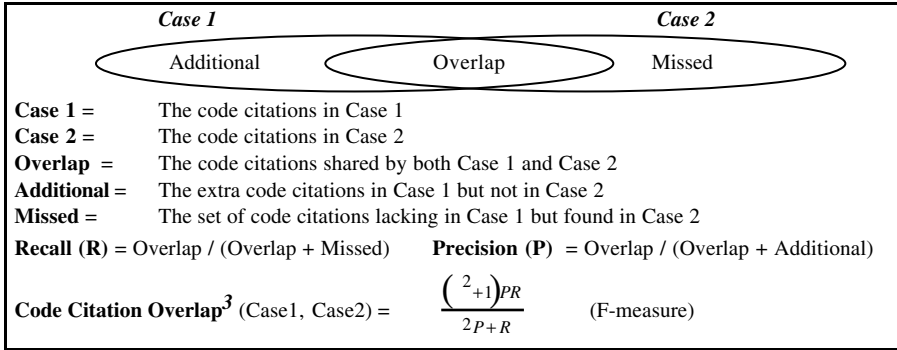 Case 1 Case 2
Additional Overlap Missed
Case 1 = The code citations in Case 1
Case 2 = The code citations in Case 2
Overlap = The code citations shared by both Case 1 and Case 2
Additional = The extra code citations in Case 1 but not in Case 2
Missed = The set of code citations lacking in Case 1 but found in Case 2
Recall (R) = Overlap / (Overlap + Missed) Precision (P) = Overlap / (Overlap + Additional)
( ²+1)PR
Code Citation Overlap³ (Case1, Case2) = (F-measure)
²P+R